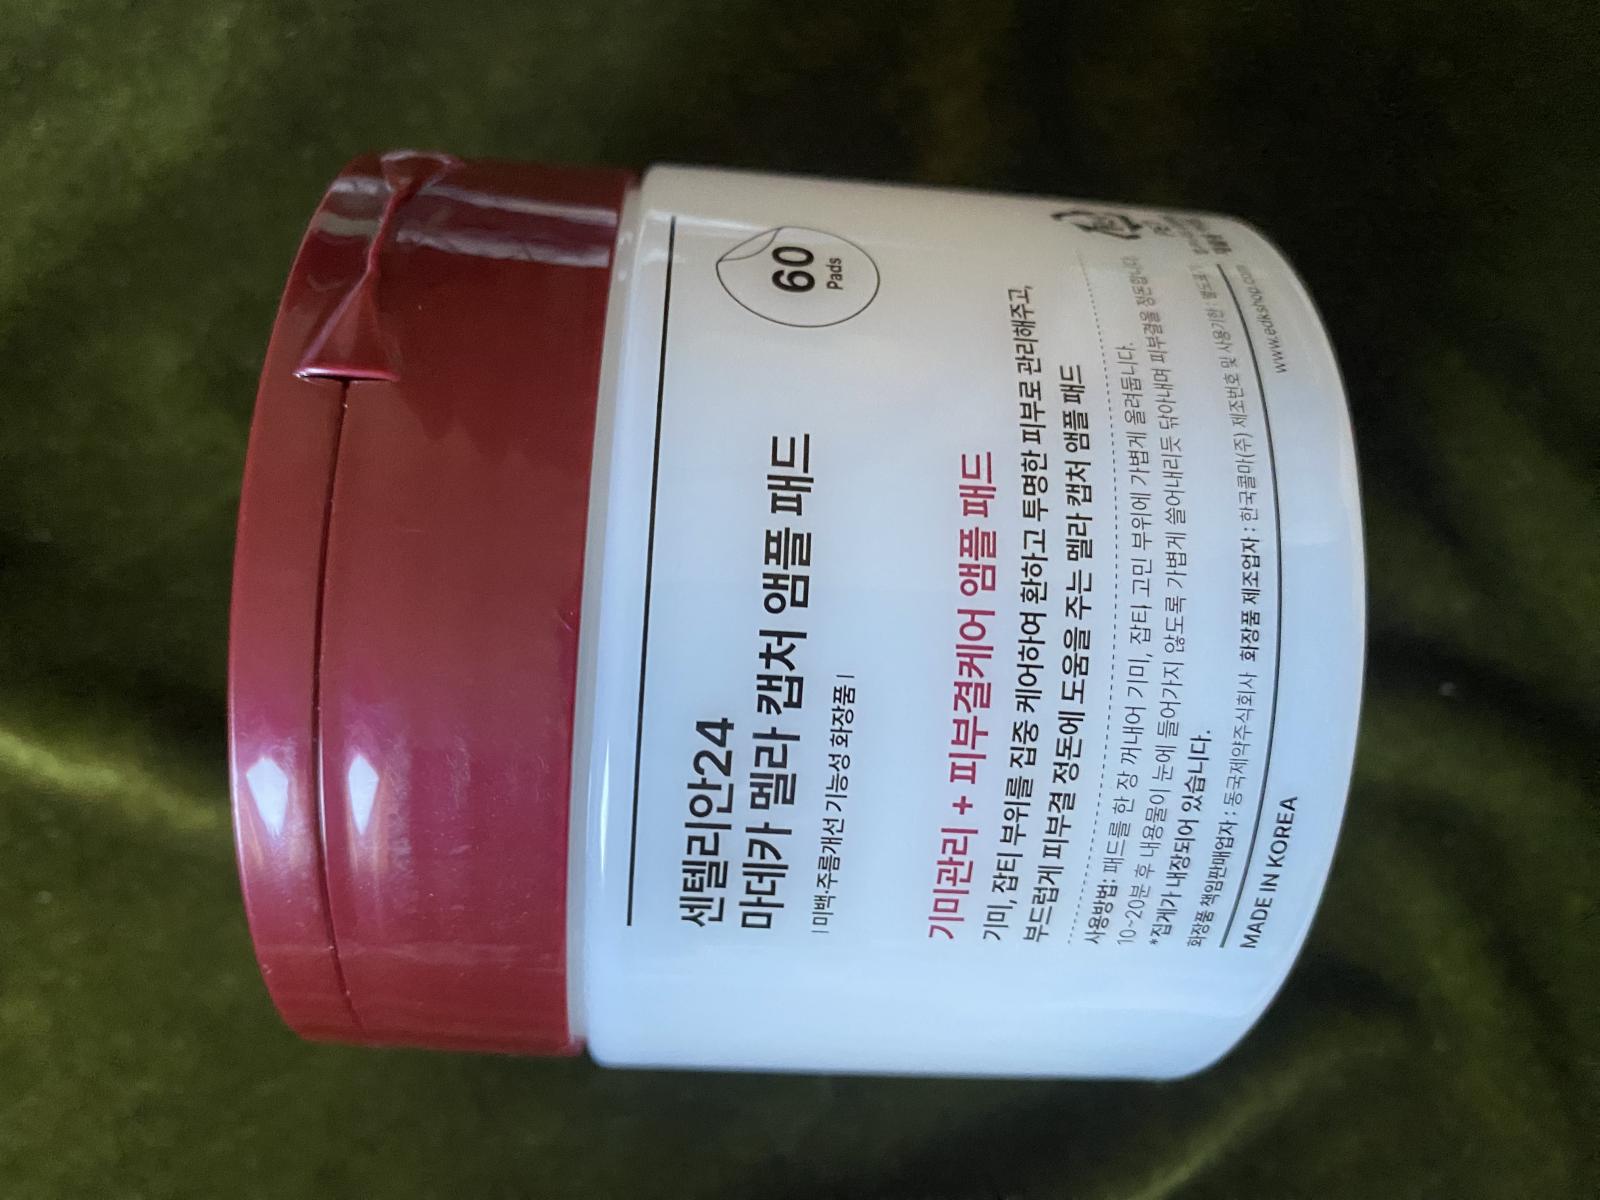 센텔리안24
마데카 멜라 캡처 앰플 패드
| 미백·주름개선 기능성 화장품 |
60
Pads
기미관리 + 피부결케어 앰플 패드
기미, 잡티 부위를 집중 케어하여 환하고 투명한 피부로 관리해주고,
부드럽게 피부결 정돈에 도움을 주는 멜라 캡처 앰플 패드
사용방법: 패드를 한 장 꺼내어 기미, 잡티 고민 부위에 가볍게 올려둡니다.
10~20분 후 내용물이 눈에 들어가지 않도록 가볍게 쓸어내리듯 닦아내며 피부결을 정돈합니다.
*집게가 내장되어 있습니다.
화장품 책임판매업자 : 동국제약주식회사 화장품 제조업자 : 한국콜마(주) 제조번호 및 사용기한 : 별도표기
MADE IN KOREA
www.edkshop.com